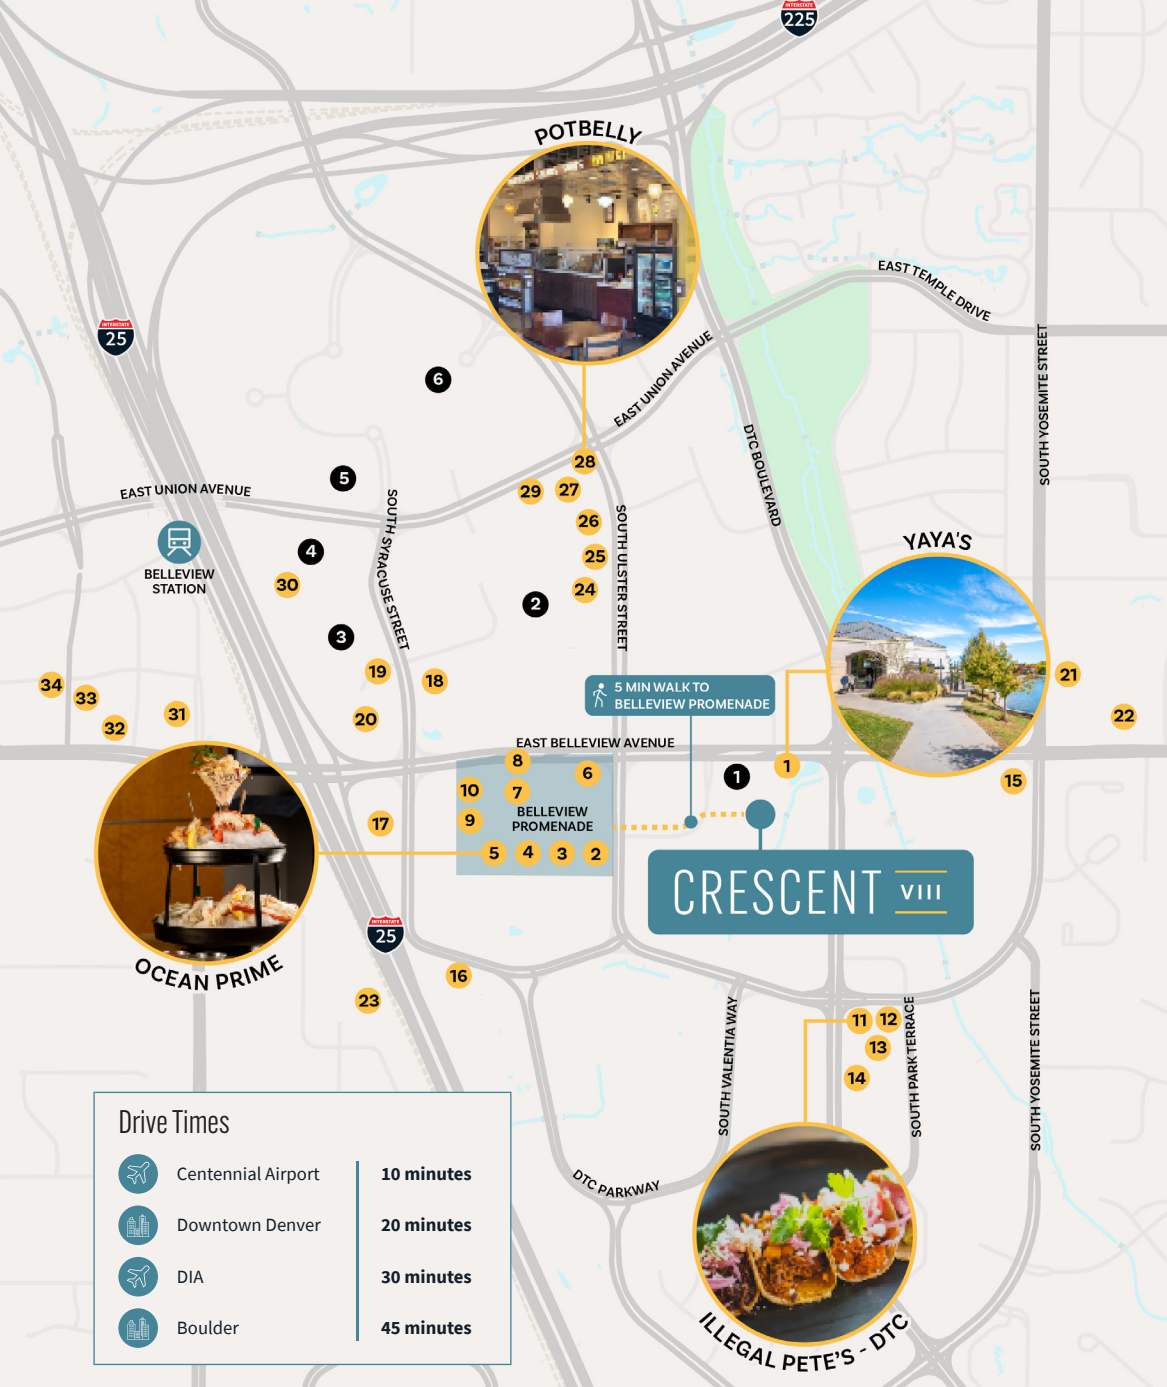 INTERSTATE
225
POTBELLY
EAST TEMPLE DRIVE
INTERSTATE
25
EAST UNION AVENUE
SOUTH YOSEMITE STREET
6
DTC BOULEVARD
28
5
29
27
EAST UNION AVENUE
SOUTH SYRACUSE STREET
SOUTH ULSTER STREET
26
4
25
YAYA'S
BELLEVIEW
STATION
30
24
2
3
19
18
21
34
33
5 MIN WALK TO
BELLEVIEW PROMENADE
31
20
22
32
EAST BELLEVIEW AVENUE
8
6
1
1
15
10
7
BELLEVIEW
PROMENADE
9
17
5
4
3
2
CRESCENT VIII
INTERSTATE
25
OCEAN PRIME
16
23
SOUTH VALENTIA WAY
11
12
13
14
SOUTH PARK TERRACE
SOUTH YOSEMITE STREET
DTC PARKWAY
Drive Times
Centennial Airport 10 minutes
Downtown Denver 20 minutes
DIA 30 minutes
Boulder 45 minutes
ILLEGAL PETE'S - DTC